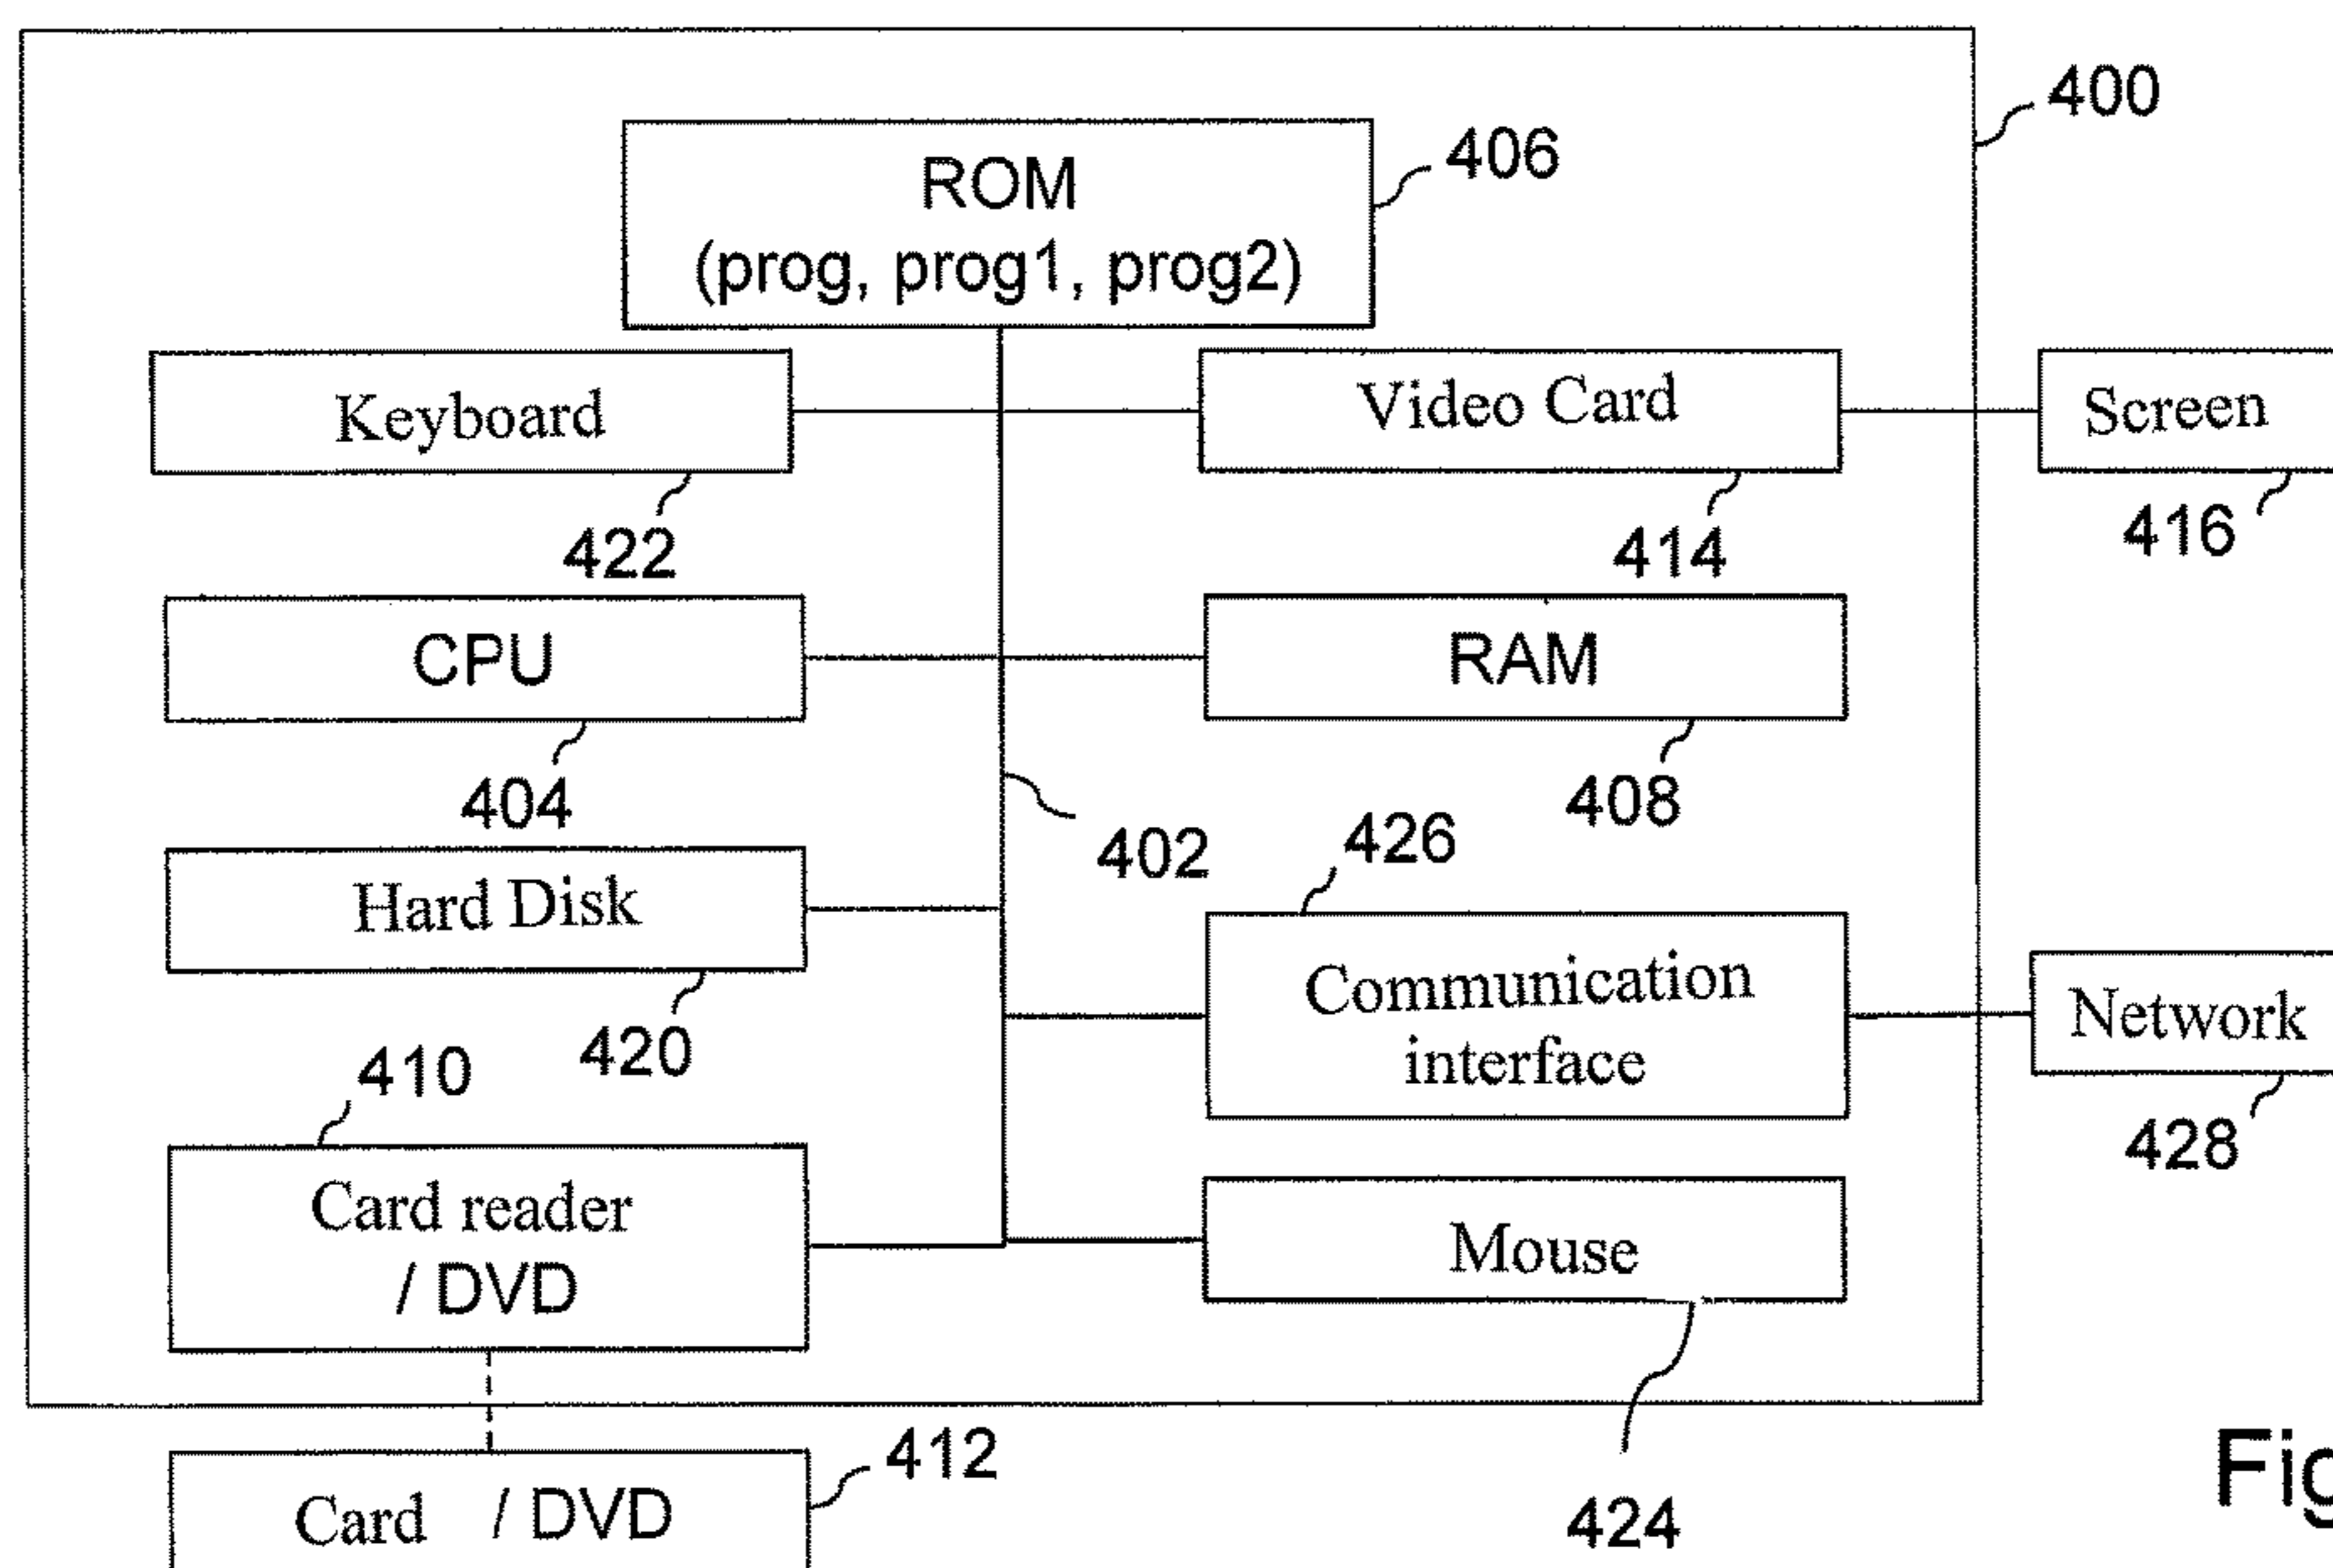 400
406
ROM
(prog, prog1, prog2)
Keyboard
Video Card
Screen
422
414
416
CPU
RAM
404
408
402
426
Hard Disk
Communication
interface
Network
420
410
428
Card reader
/ DVD
Mouse
412
Card / DVD
424
Fig